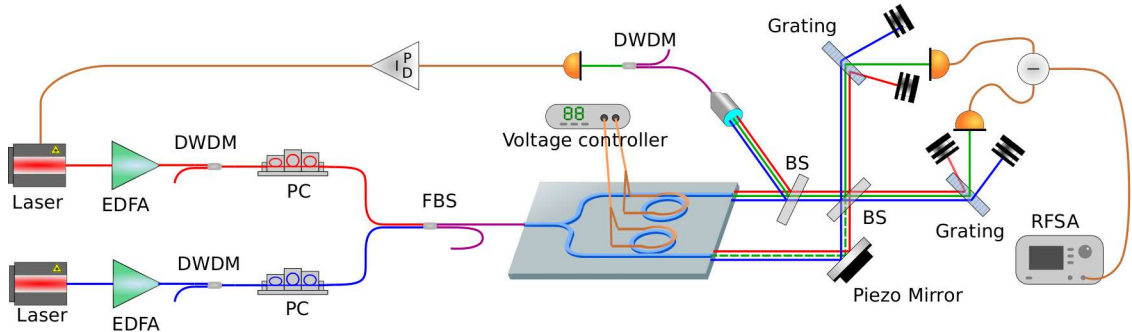 Grating
DWDM
P
I
D
88
Voltage controller
DWDM
Laser
EDFA
PC
BS
FBS
BS
Grating
RFSA
DWDM
Laser
EDFA
PC
Piezo Mirror